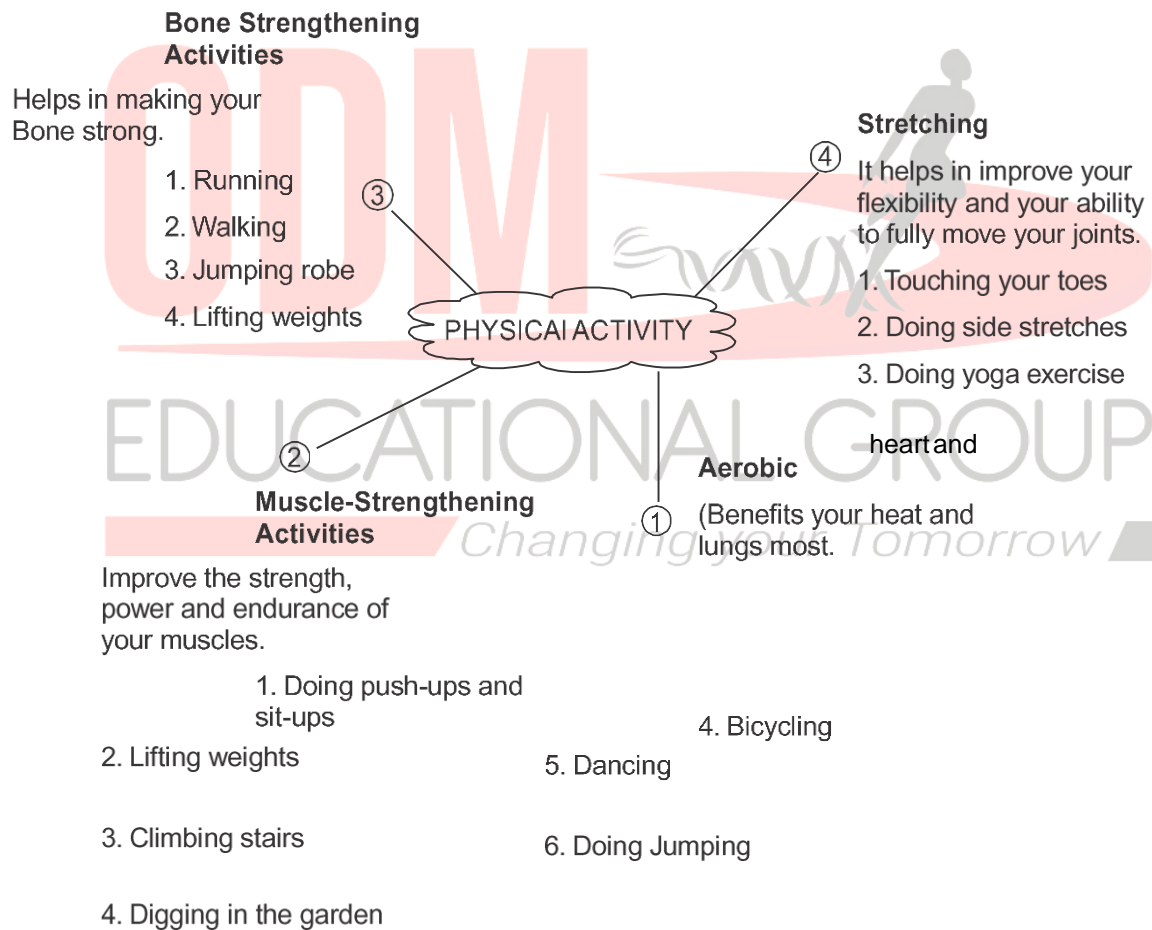 Bone Strengthening
Activities
Helps in making your
Bone strong.
1. Running
2. Walking
3. Jumping robe
4. Lifting weights
3
4
Stretching
It helps in improve your
flexibility and your ability
to fully move your joints.
1. Touching your toes
2. Doing side stretches
3. Doing yoga exercise
PHYSICAl ACTIVITY
ODM
EDUCATIONAL GROUP
Changing your Tomorrow
2
Muscle-Strengthening
Activities
Improve the strength,
power and endurance of
your muscles.
1. Doing push-ups and
sit-ups
2. Lifting weights
3. Climbing stairs
4. Digging in the garden
heart and
1
Aerobic
(Benefits your heat and
lungs most.
4. Bicycling
5. Dancing
6. Doing Jumping